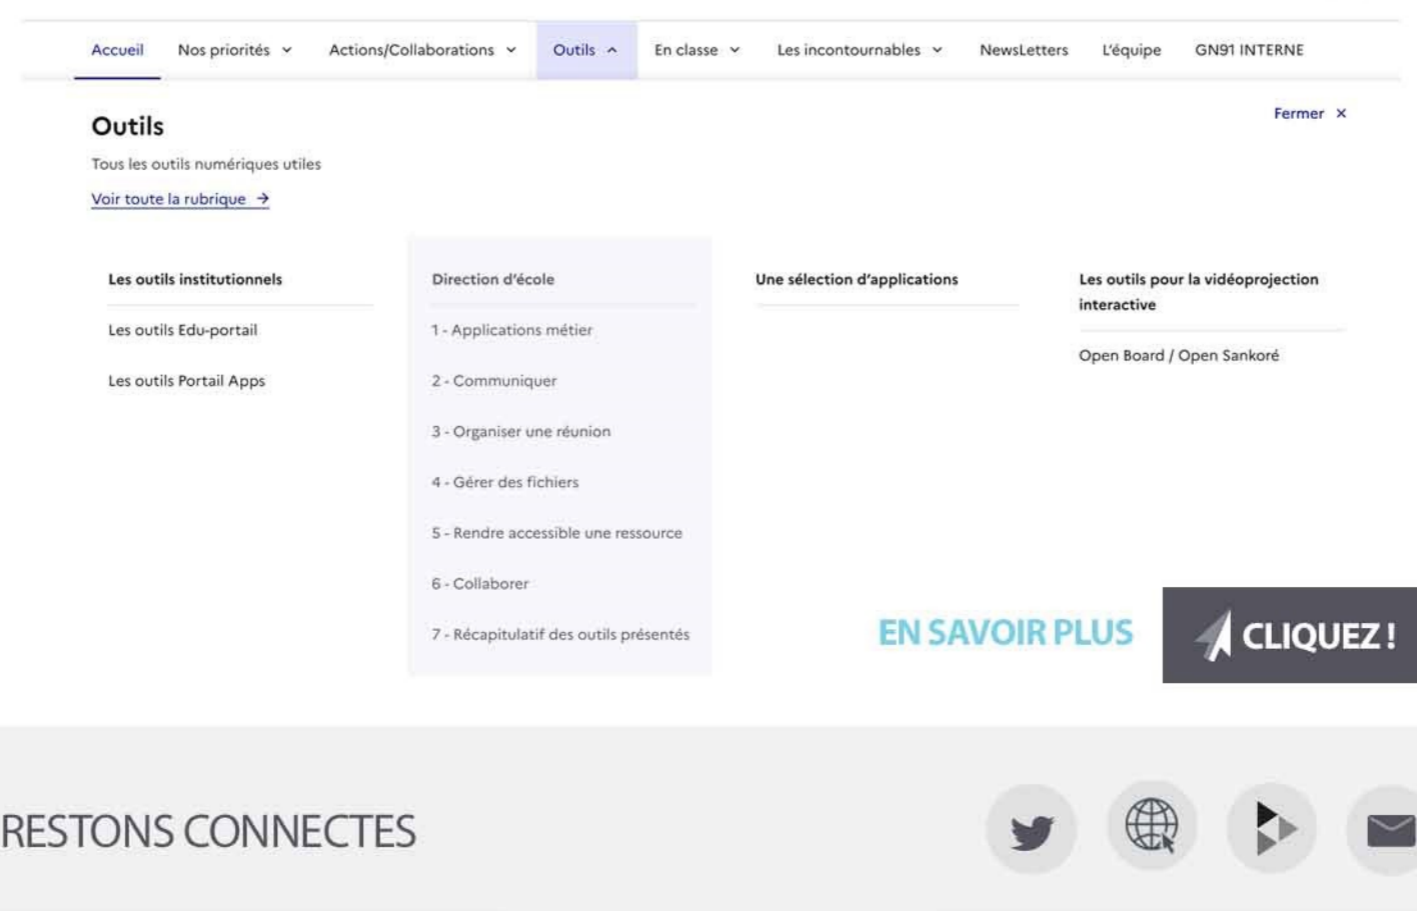 Accueil Nos priorités Actions/Collaborations Outils En classe Les incontournables NewsLetters L'équipe GN91 INTERNE
Fermer ×
Outils
Tous les outils numériques utiles
Voir toute la rubrique →
Les outils institutionnels
Les outils Edu-portail
Les outils Portail Apps
Direction d'école
1 - Applications métier
2 - Communiquer
3 - Organiser une réunion
4 - Gérer des fichiers
5 - Rendre accessible une ressource
6 - Collaborer
7 - Récapitulatif des outils présentés
Une sélection d'applications
Les outils pour la vidéoprojection
interactive
Open Board / Open Sankoré
EN SAVOIR PLUS
CLIQUEZ !
RESTONS CONNECTES